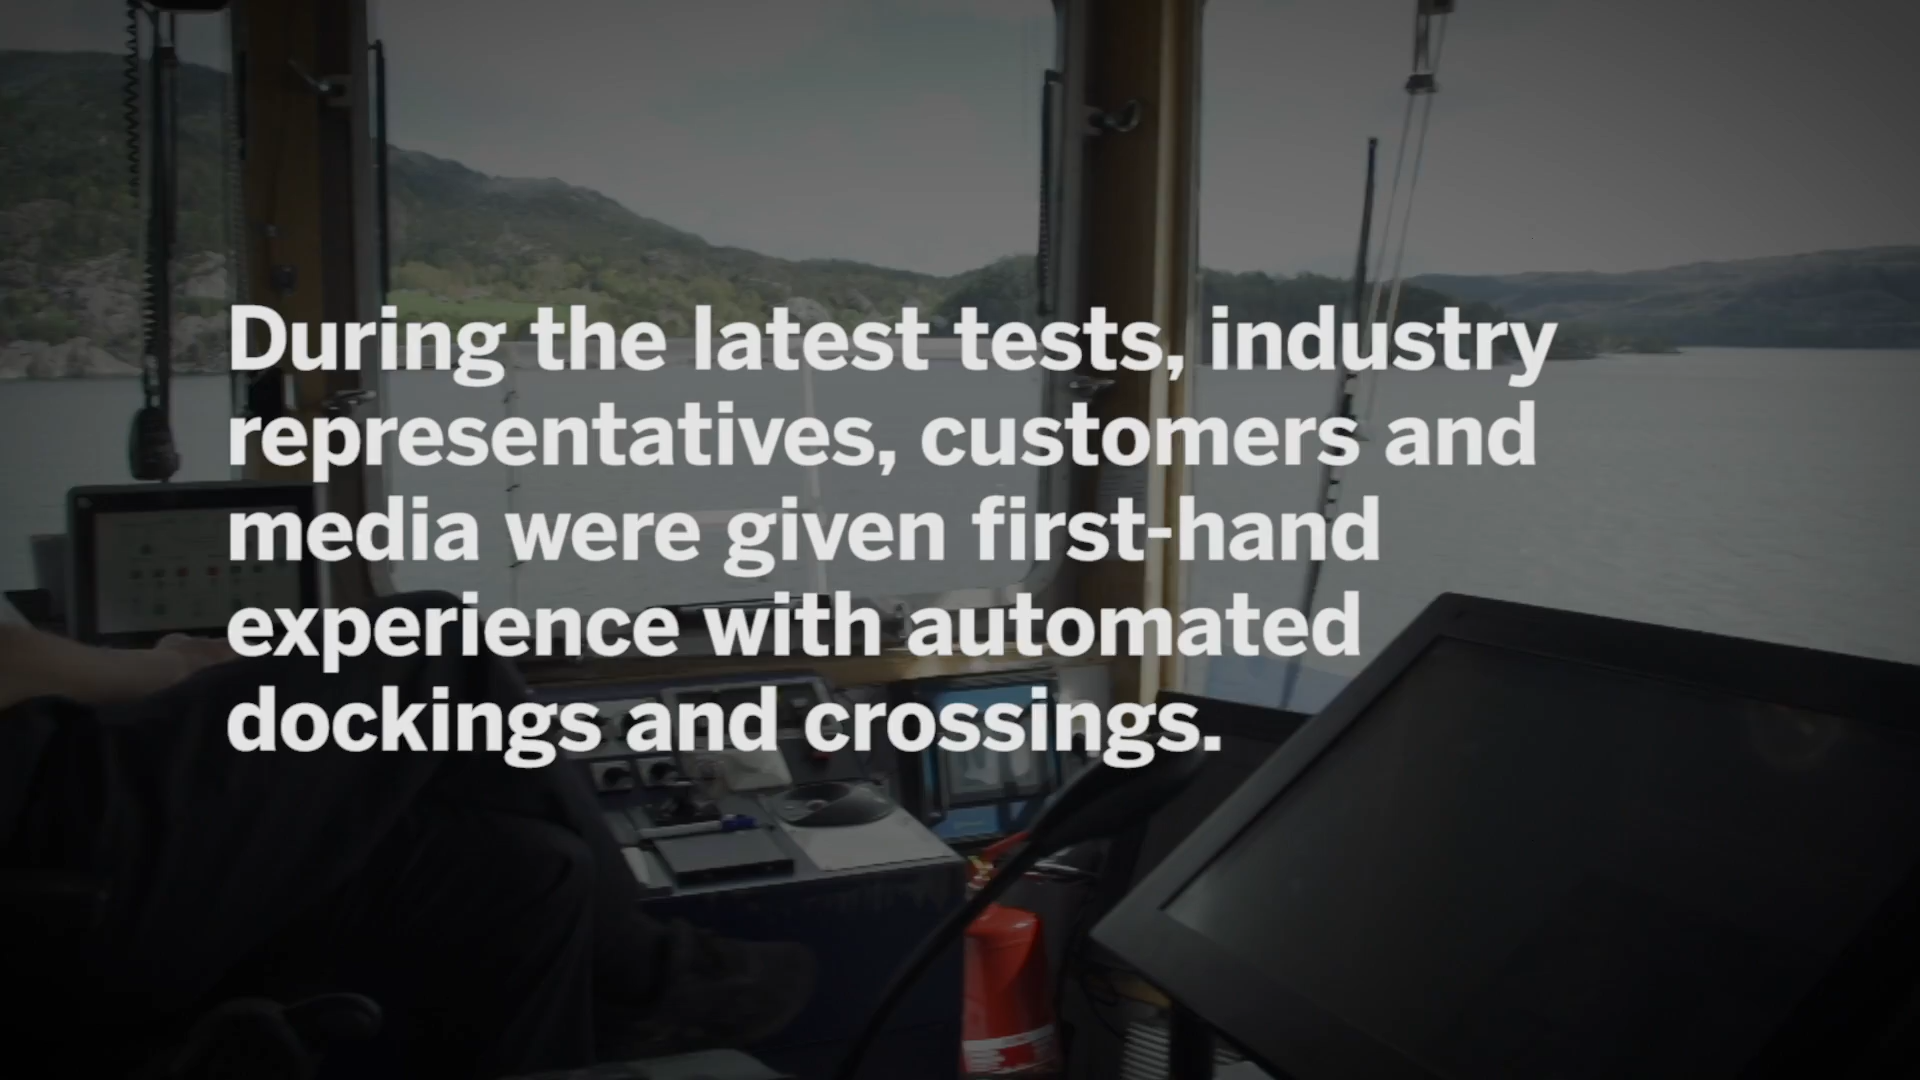 During the latest tests, industry
representatives, customers and
media were given first-hand
experience with automated
dockings and crossings.